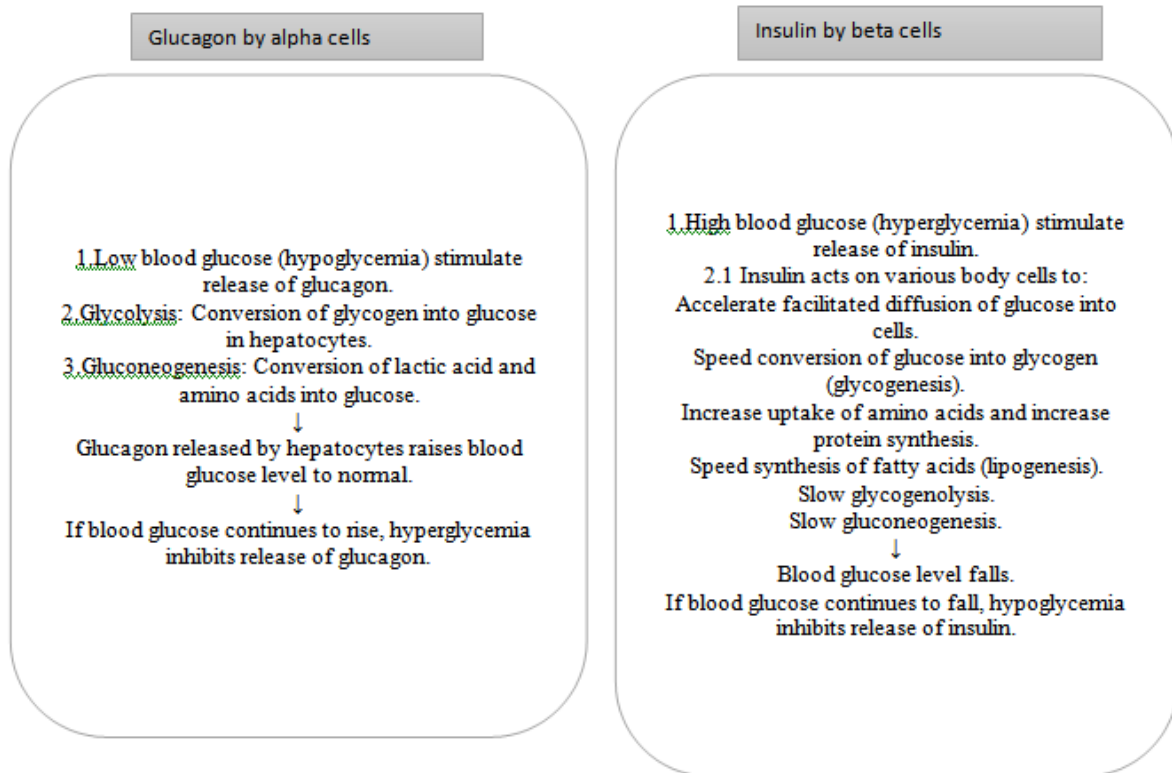 Glucagon by alpha cells
1.Low blood glucose (hypoglycemia) stimulate
release of glucagon.
2.Glycolysis: Conversion of glycogen into glucose
in hepatocytes.
3.Gluconeogenesis: Conversion of lactic acid and
amino acids into glucose.
↓
Glucagon released by hepatocytes raises blood
glucose level to normal.
↓
If blood glucose continues to rise, hyperglycemia
inhibits release of glucagon.
Insulin by beta cells
1.High blood glucose (hyperglycemia) stimulate
release of insulin.
2.1 Insulin acts on various body cells to:
Accelerate facilitated diffusion of glucose into
cells.
Speed conversion of glucose into glycogen
(glycogenesis).
Increase uptake of amino acids and increase
protein synthesis.
Speed synthesis of fatty acids (lipogenesis).
Slow glycogenolysis.
Slow gluconeogenesis.
↓
Blood glucose level falls.
If blood glucose continues to fall, hypoglycemia
inhibits release of insulin.